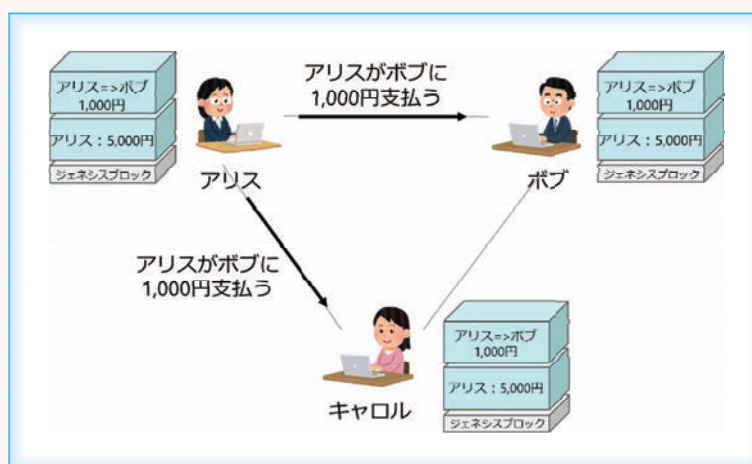 アリス=>ボブ
1,000円
アリス：5,000円
ジェネシスブロック
アリス
アリスがボブに
1,000円支払う
ボブ
アリス=>ボブ
1,000円
アリス：5,000円
ジェネシスブロック
アリスがボブに
1,000円支払う
キャロル
アリス=>ボブ
1,000円
アリス：5,000円
ジェネシスブロック